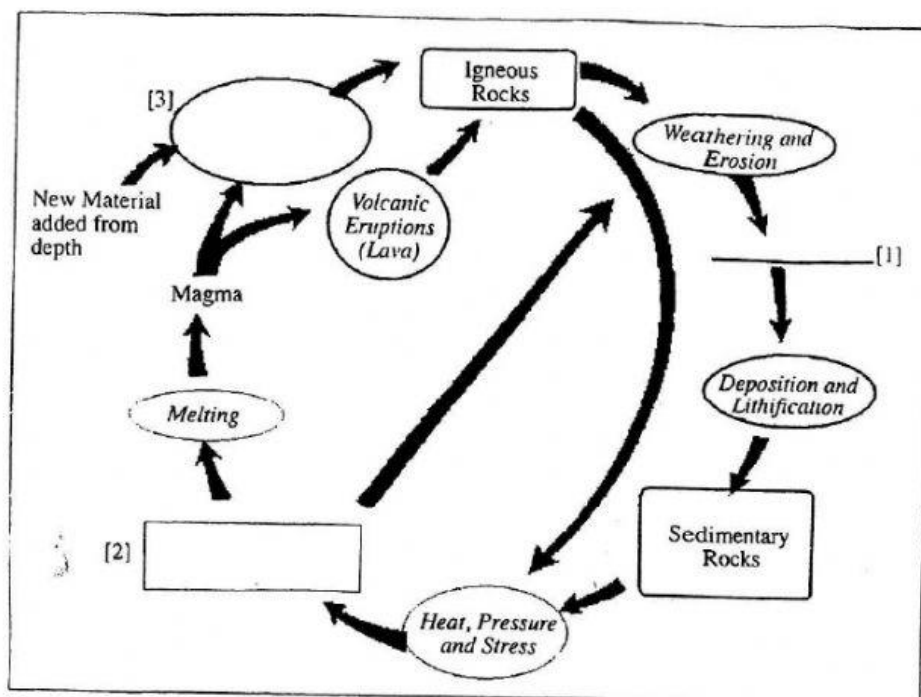 [3]
Igneous
Rocks
Weathering and
Erosion
New Material
added from
depth
Volcanic
Eruptions
(Lava)
[1]
Magma
Deposition and
Lithification
Melting
[2]
Sedimentary
Rocks
Heat, Pressure
and Stress